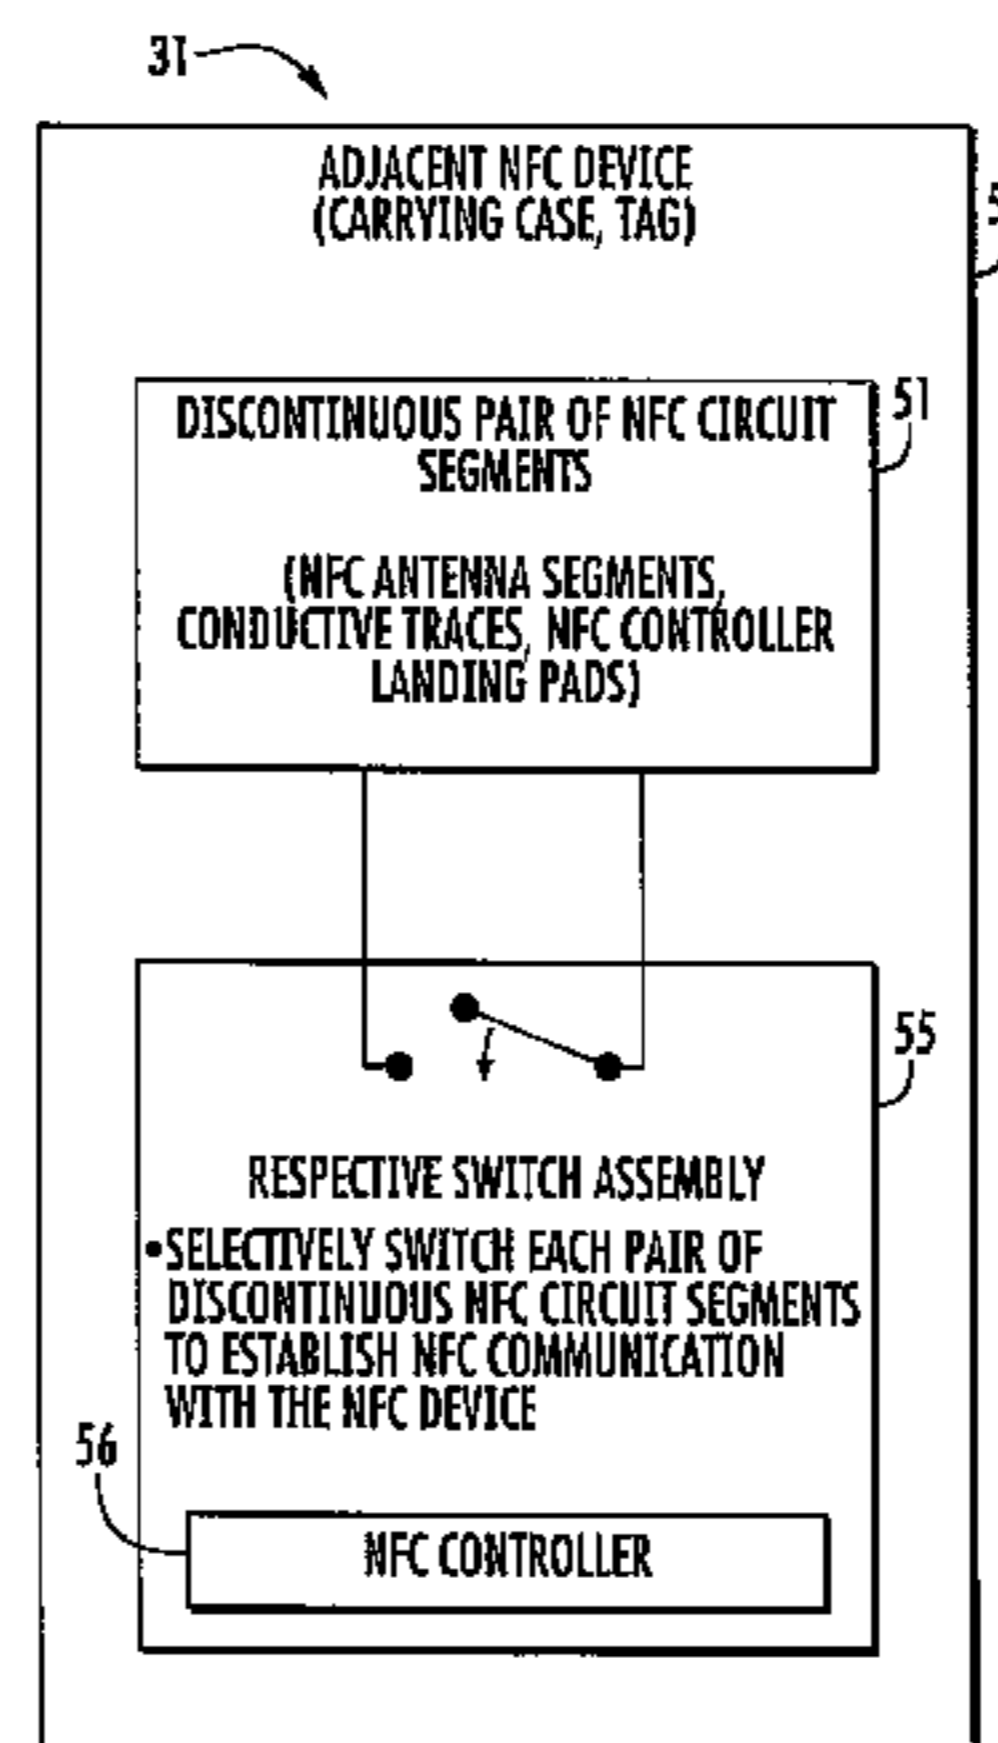 31
ADJACENT NFC DEVICE
(CARRYING CASE, TAG)
51
DISCONTINUOUS PAIR OF NFC CIRCUIT
SEGMENTS
(NFC ANTENNA SEGMENTS,
CONDUCTIVE TRACES, NFC CONTROLLER
LANDING PADS)
55
RESPECTIVE SWITCH ASSEMBLY
•SELECTIVELY SWITCH EACH PAIR OF
DISCONTINUOUS NFC CIRCUIT SEGMENTS
TO ESTABLISH NFC COMMUNICATION
WITH THE NFC DEVICE
56
NFC CONTROLLER